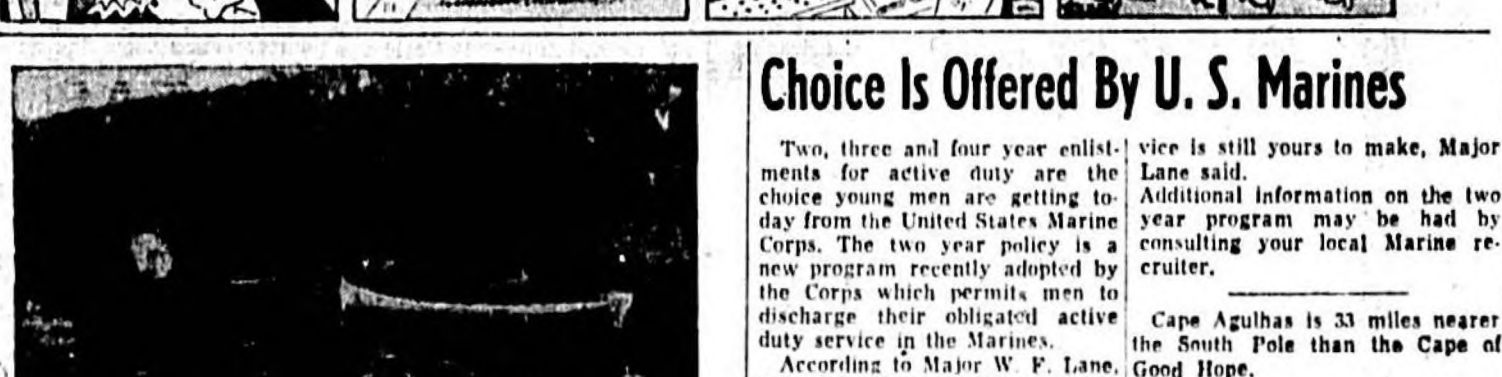 Choice Is Offered By U. S. Marines
Two, three and four year enlist-
ments for active duty are the
choice young men are getting to-
day from the United States Marine
Corps. The two year policy is a
new program recently adopted by
the Corps which permits men to
discharge their obligated active
duty service in the Marines.
According to Major W. F. Lane,
vice is still yours to make, Major
Lane said.
Additional information on the two
year program may be had by
consulting your local Marine re-
cruiter.
Cape Agulhas is 33 miles nearer
the South Pole than the Cape of
Good Hope.